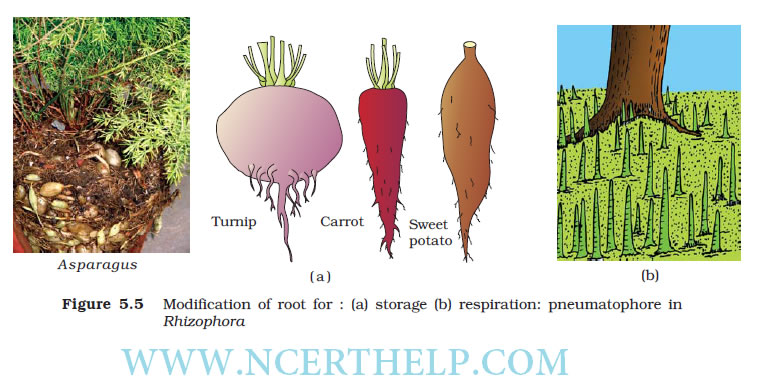 Turnip
Carrot
Sweet
potato
Asparagus
(a)
(b)
Figure 5.5 Modification of root for : (a) storage (b) respiration: pneumatophore in
Rhizophora
WWW.NCERTHELP.COM